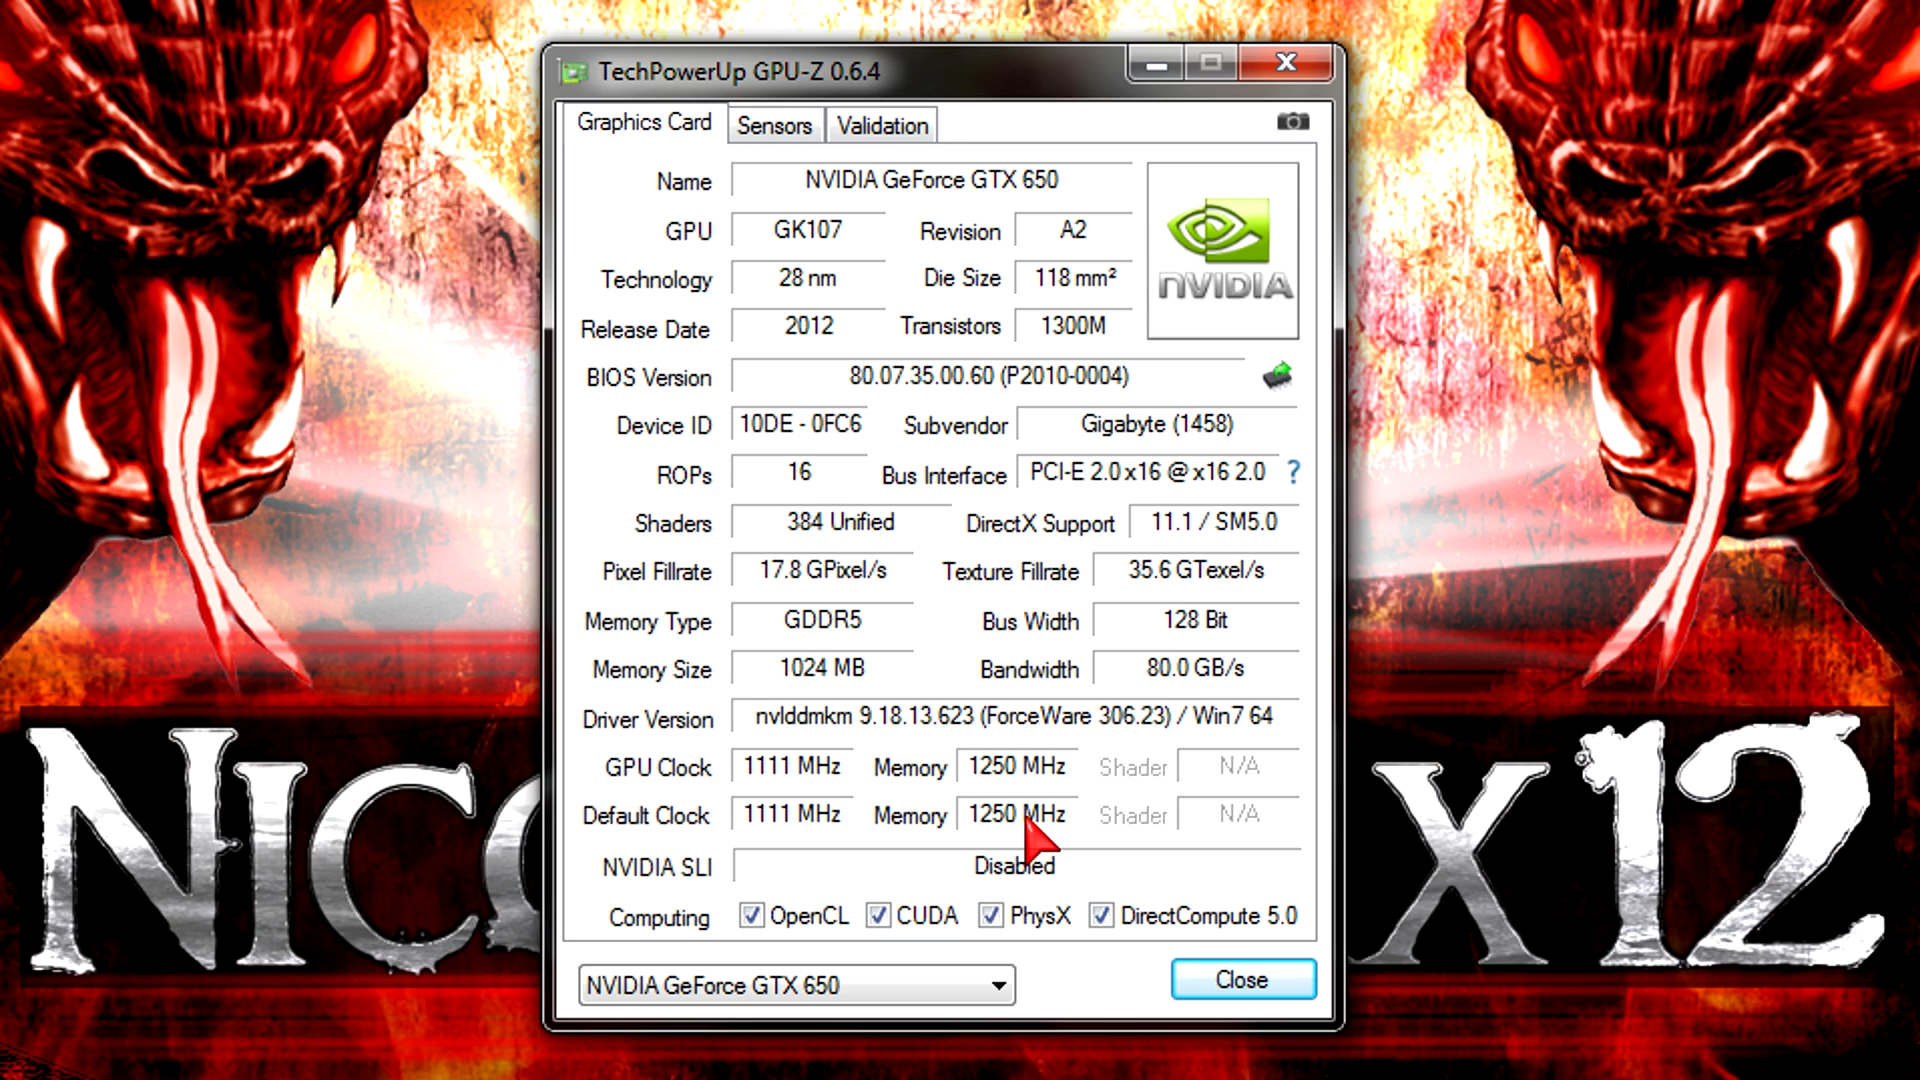 TechPowerUp GPU-Z 0.6.4
Graphics Card Sensors Validation
Name NVIDIA GeForce GTX 650
GPU GK107 Revision A2
Technology 28 nm Die Size 118 mm²
NVIDIA
Release Date 2012 Transistors 1300M
BIOS Version 80.07.35.00.60 (P2010-0004)
Device ID 10DE - 0FC6 Subvendor Gigabyte (1458)
ROPs 16 Bus Interface PCI-E 2.0 x16 @ x16 2.0 ?
Shaders 384 Unified DirectX Support 11.1 / SM5.0
Pixel Fillrate 17.8 GPixel/s Texture Fillrate 35.6 GTexel/s
Memory Type GDDR5 Bus Width 128 Bit
Memory Size 1024 MB Bandwidth 80.0 GB/s
Driver Version nvlddmkm 9.18.13.623 (ForceWare 306.23) / Win7 64
GPU Clock 1111 MHz Memory 1250 MHz Shader N/A
Default Clock 1111 MHz Memory 1250 MHz Shader N/A
NVIDIA SLI Disabled
Computing OpenCL CUDA PhysX DirectCompute 5.0
NVIDIA GeForce GTX 650 Close